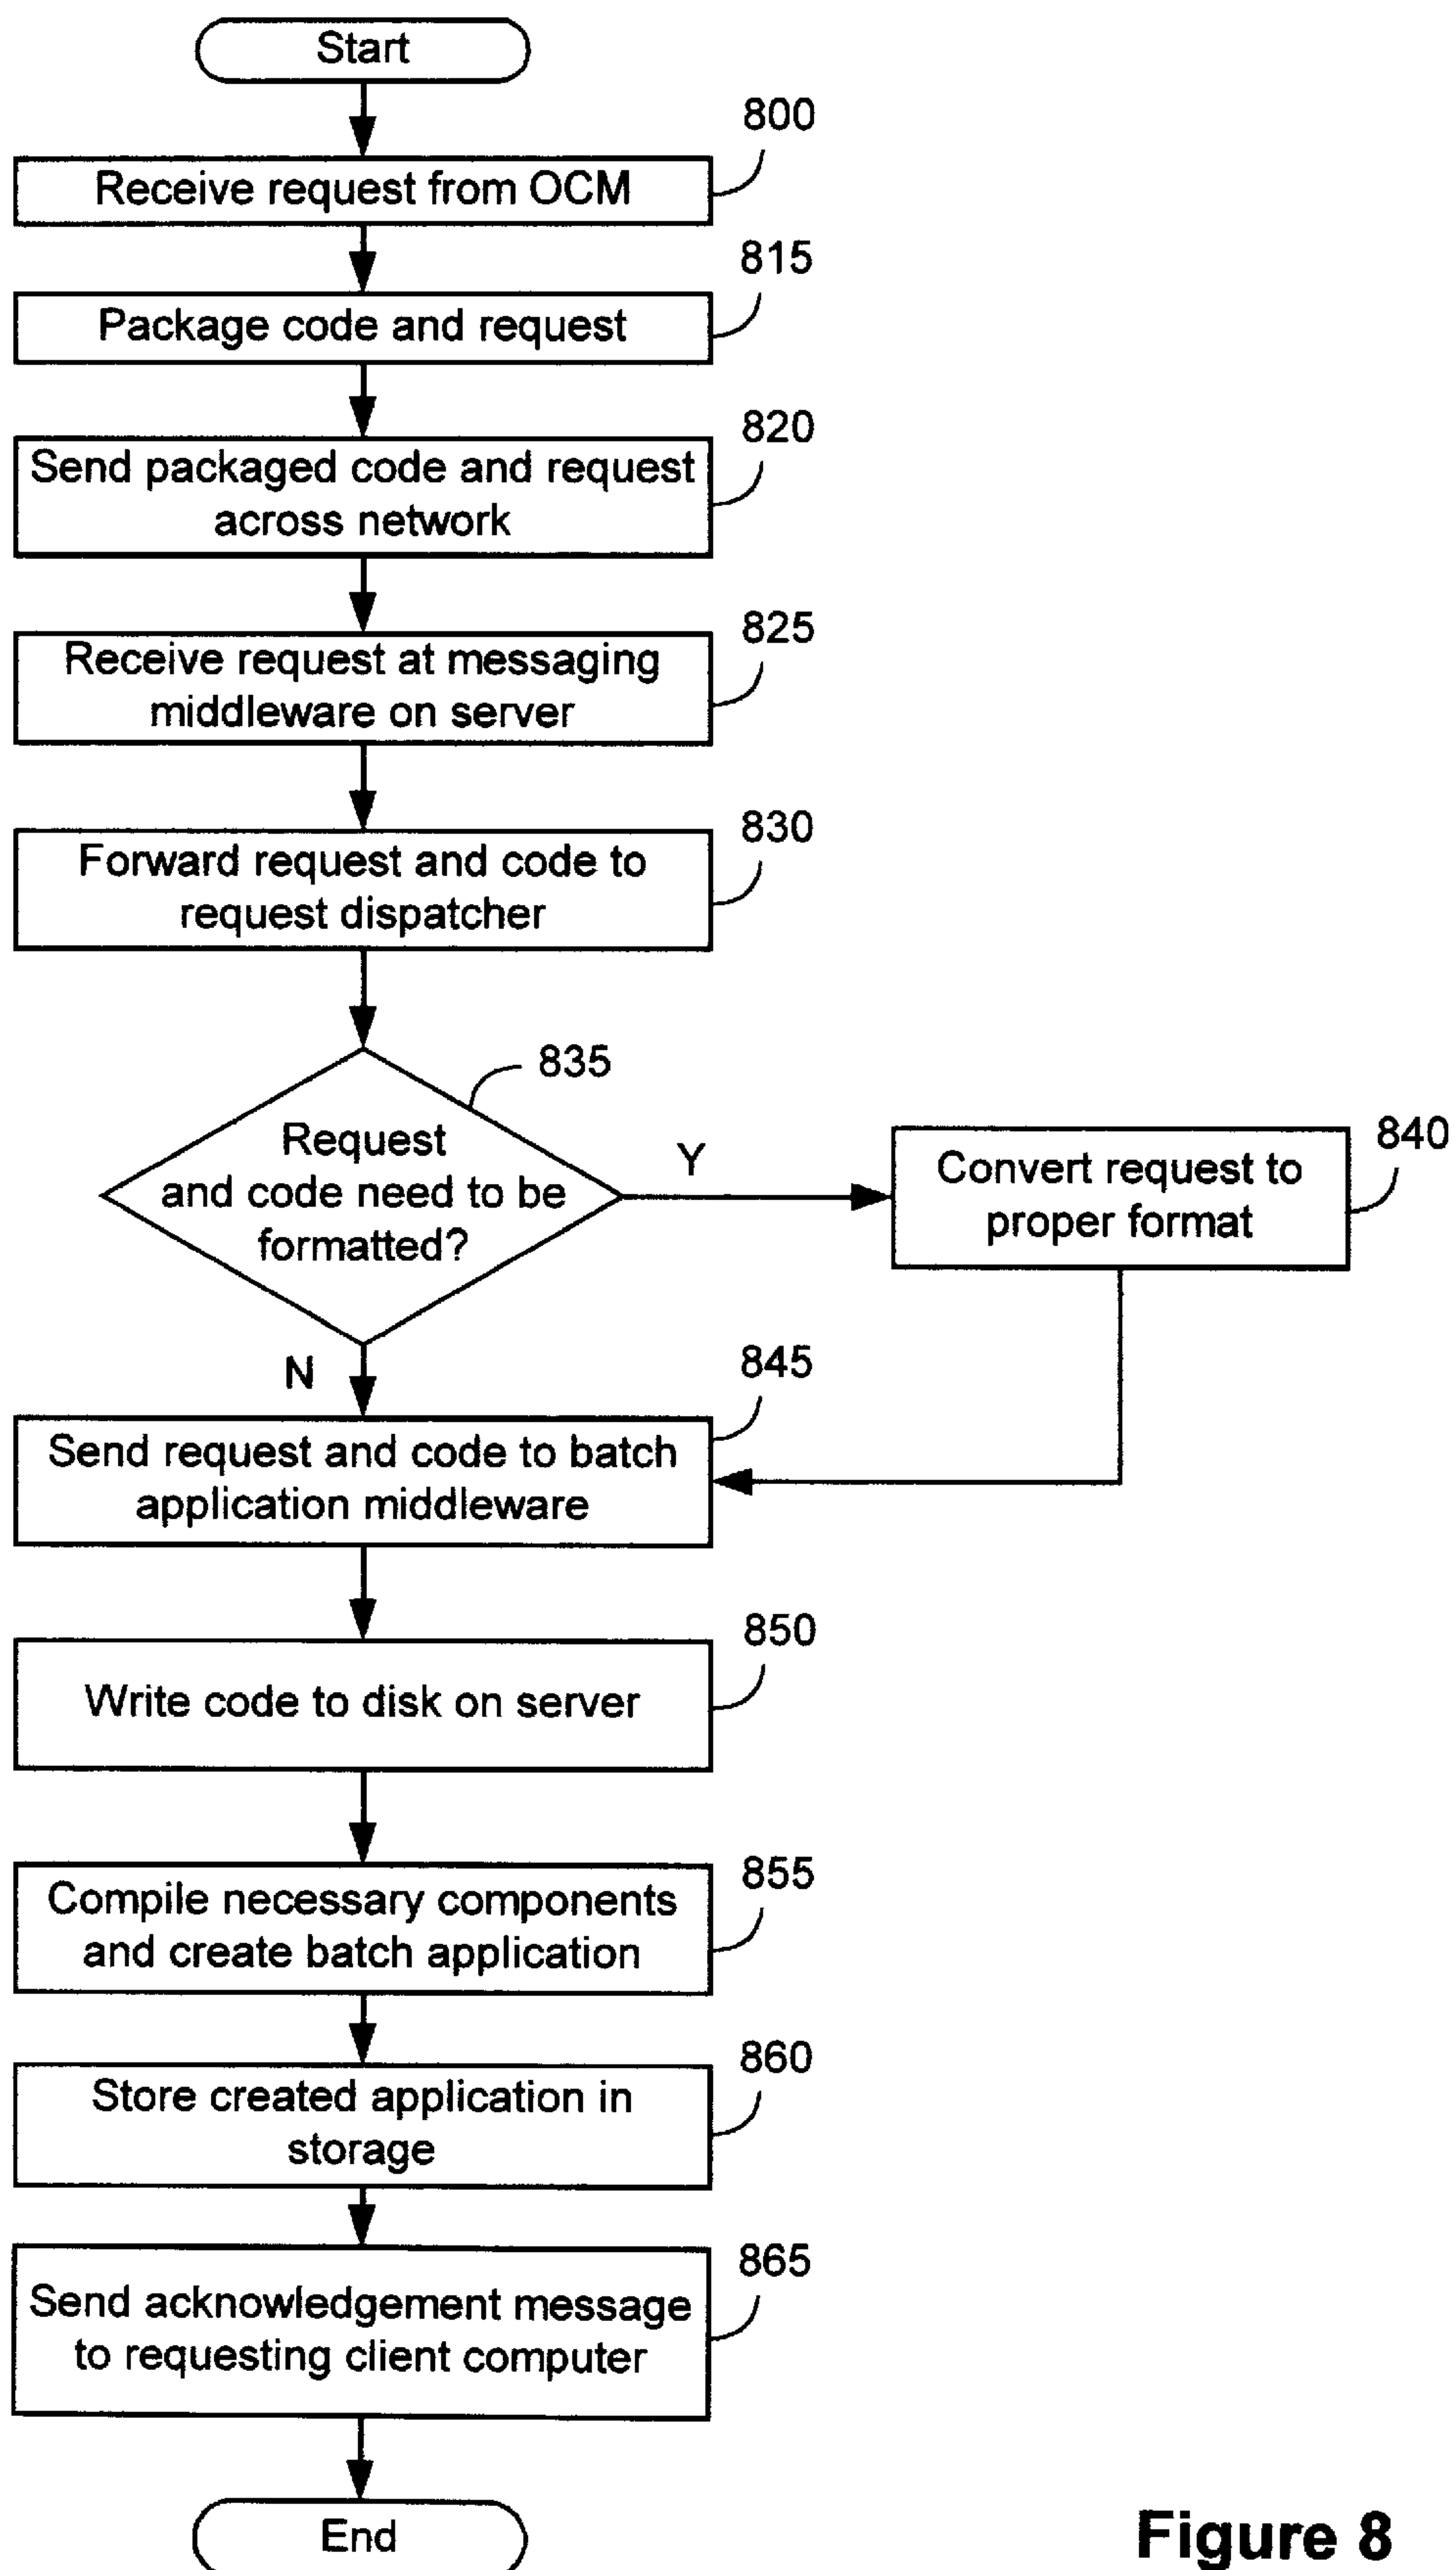 Start
800
Receive request from OCM
815
Package code and request
820
Send packaged code and request
across network
825
Receive request at messaging
middleware on server
830
Forward request and code to
request dispatcher
835
Request
and code need to be
formatted?
Y
840
Convert request to
proper format
N
845
Send request and code to batch
application middleware
850
Write code to disk on server
855
Compile necessary components
and create batch application
860
Store created application in
storage
865
Send acknowledgement message
to requesting client computer
End
Figure 8